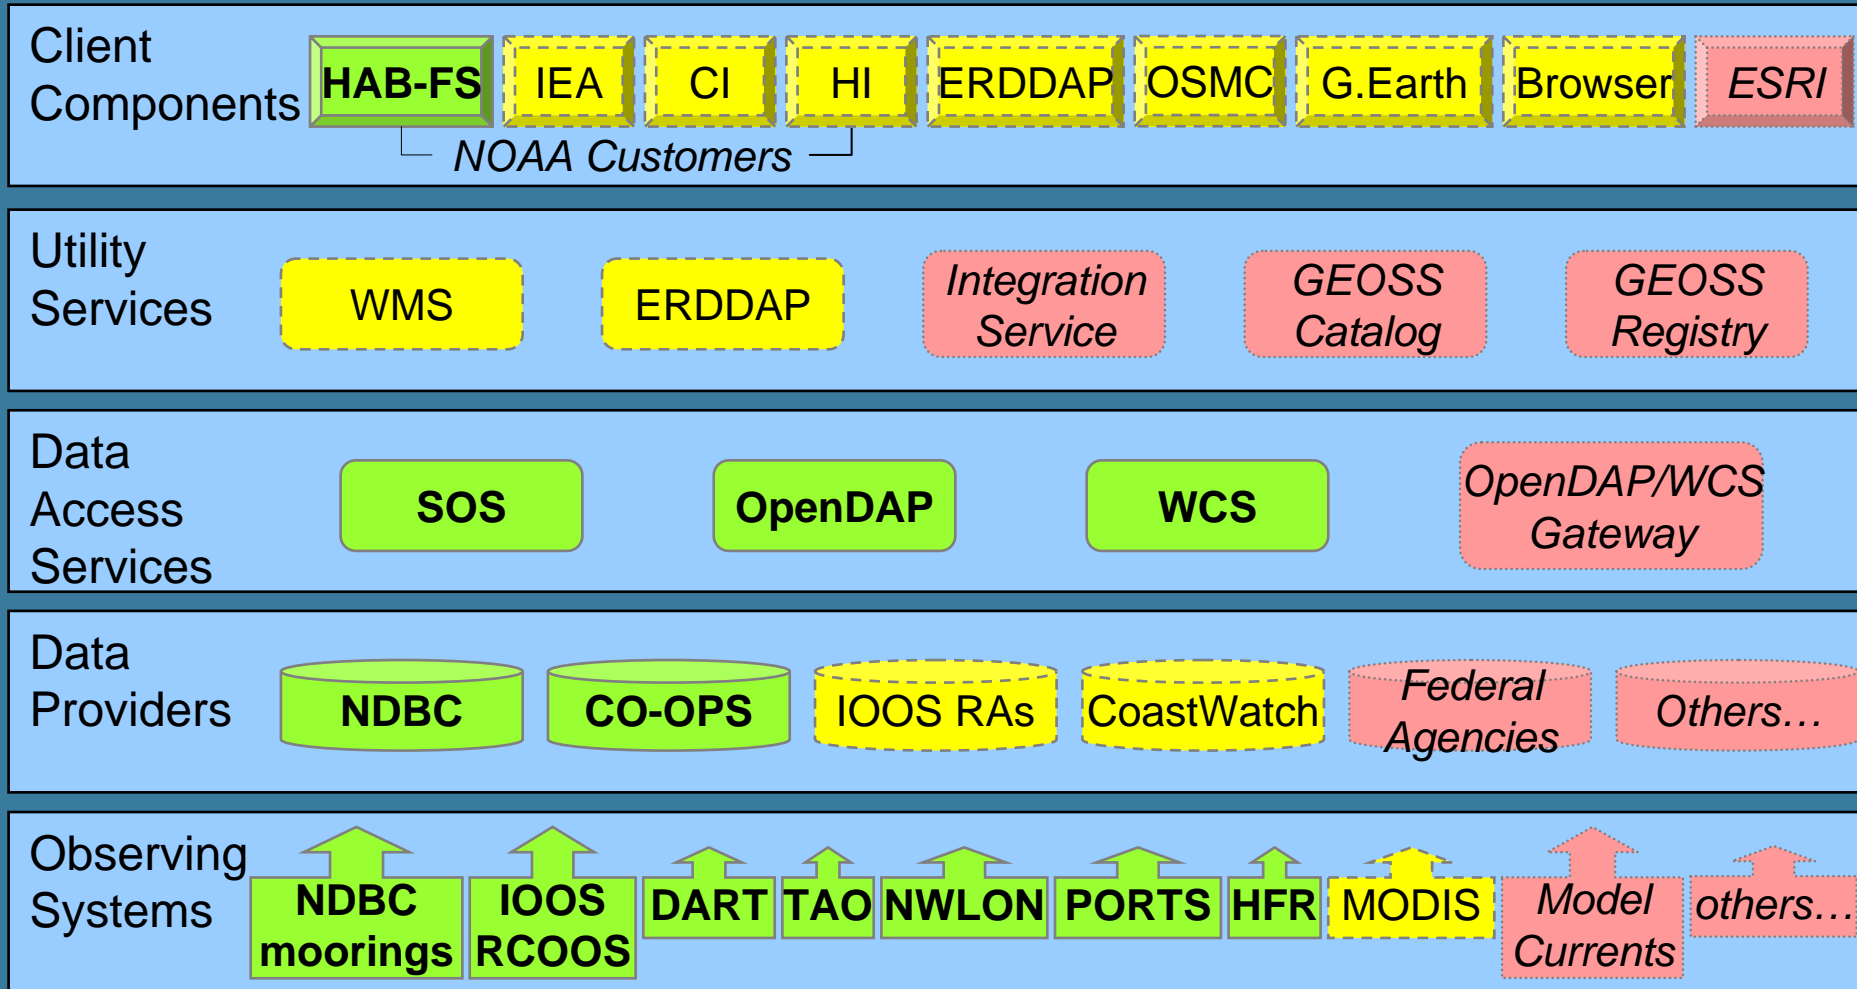 Client
Components
HAB-FS IEA CI HI ERDDAP OSMC G.Earth Browser ESRI
NOAA Customers
Utility
Services
WMS ERDDAP
Integration
Service
GEOSS
Catalog
GEOSS
Registry
Data
Access
Services
SOS OpenDAP WCS
OpenDAP/WCS
Gateway
Data
Providers
NDBC CO-OPS IOOS RAs CoastWatch
Federal
Agencies
Others…
Observing
Systems
NDBC
moorings
IOOS
RCOOS
DART TAO NWLON PORTS HFR MODIS
Model
Currents
others…